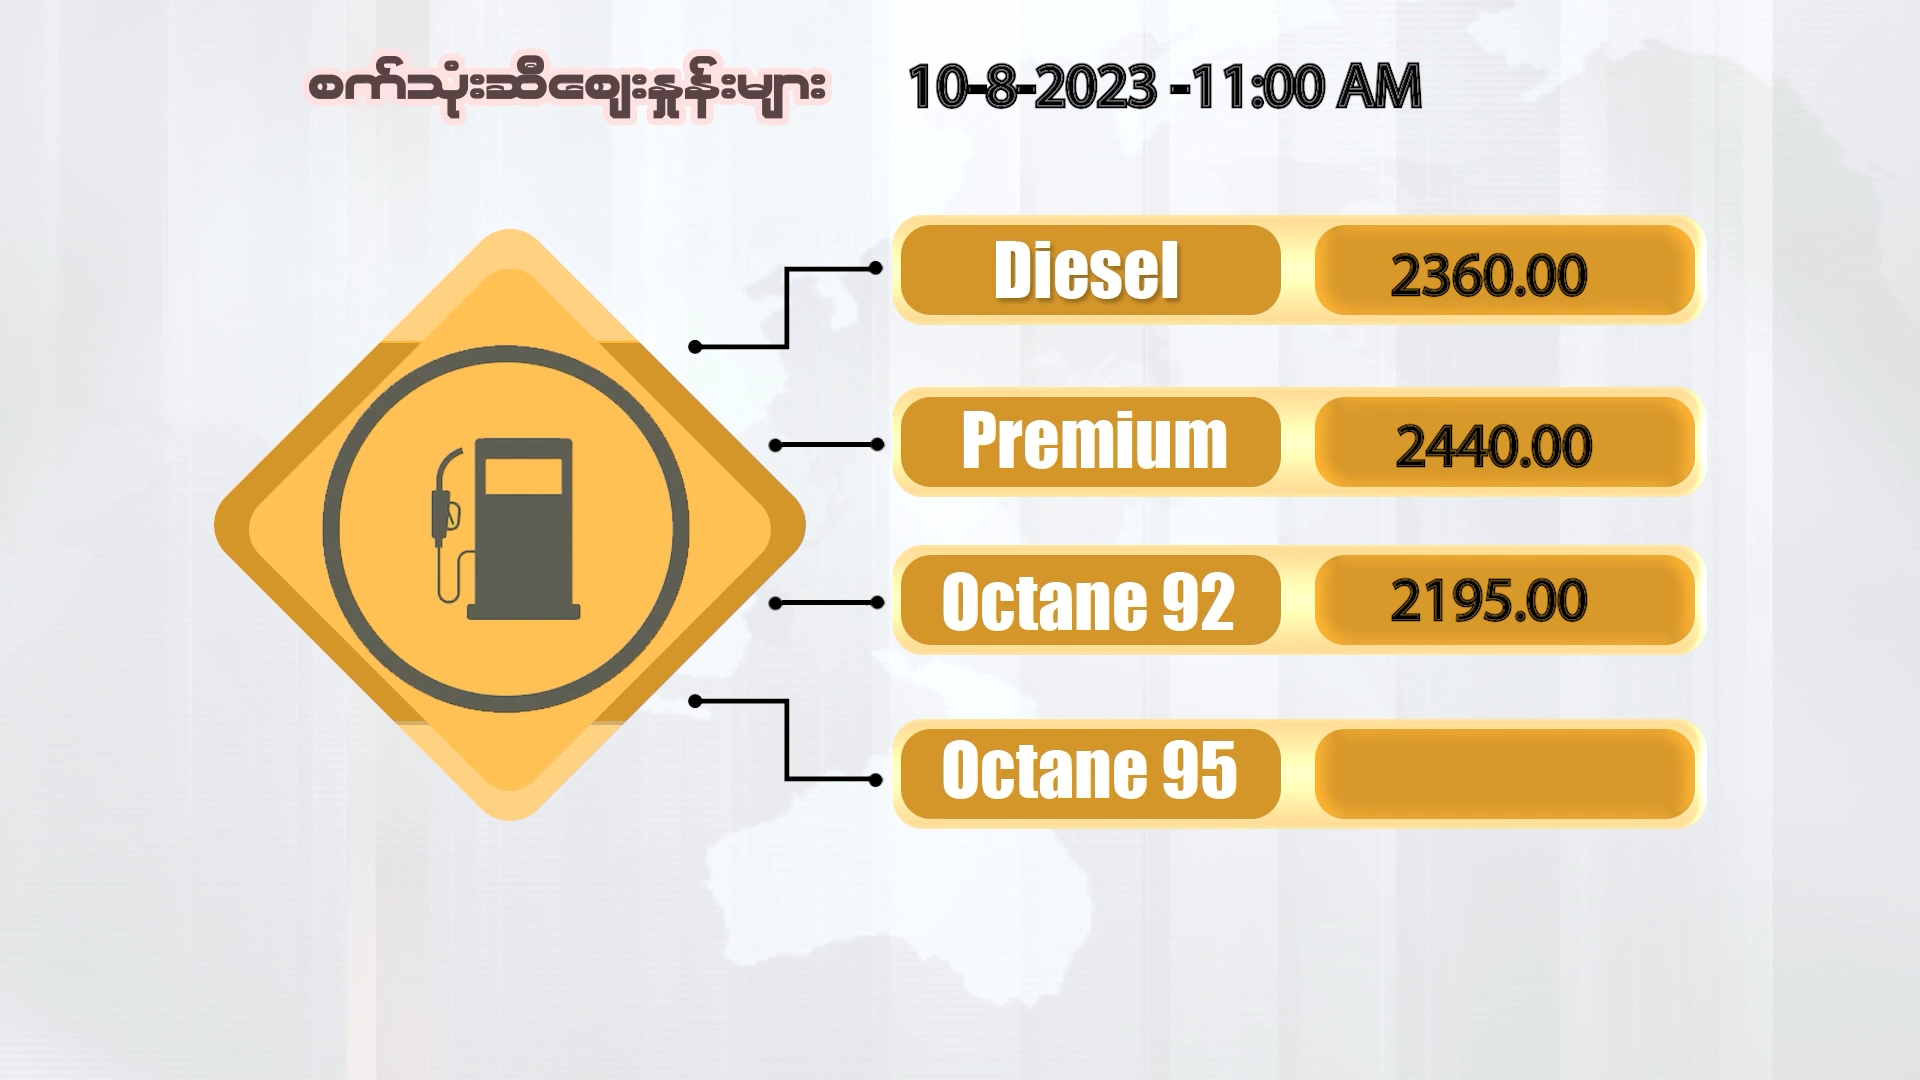 စက်သုံးဆီဈေးနှုန်းများ 10-8-2023 -11:00 AM
Diesel 2360.00
Premium 2440.00
Octane 92 2195.00
Octane 95